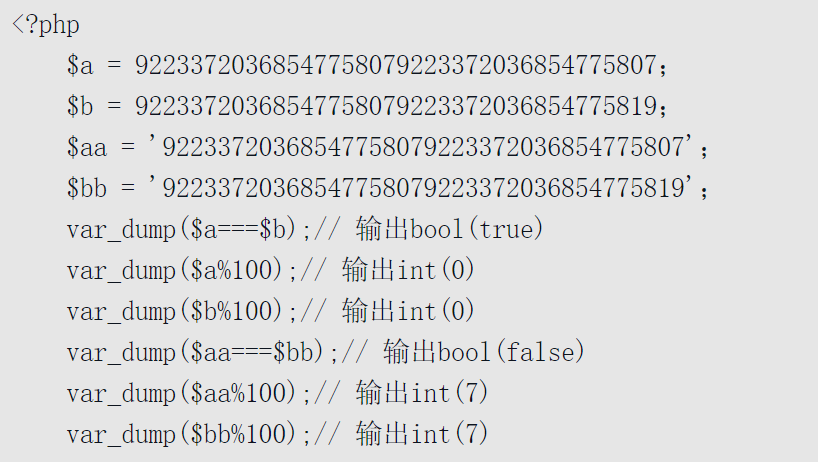 <?php
$a = 92233720368547758079223372036854775807;
$b = 92233720368547758079223372036854775819;
$aa = '92233720368547758079223372036854775807';
$bb = '92233720368547758079223372036854775819';
var_dump($a===$b);// 输出bool(true)
var_dump($a%100);// 输出int(0)
var_dump($b%100);// 输出int(0)
var_dump($aa===$bb);// 输出bool(false)
var_dump($aa%100);// 输出int(7)
var_dump($bb%100);// 输出int(7)